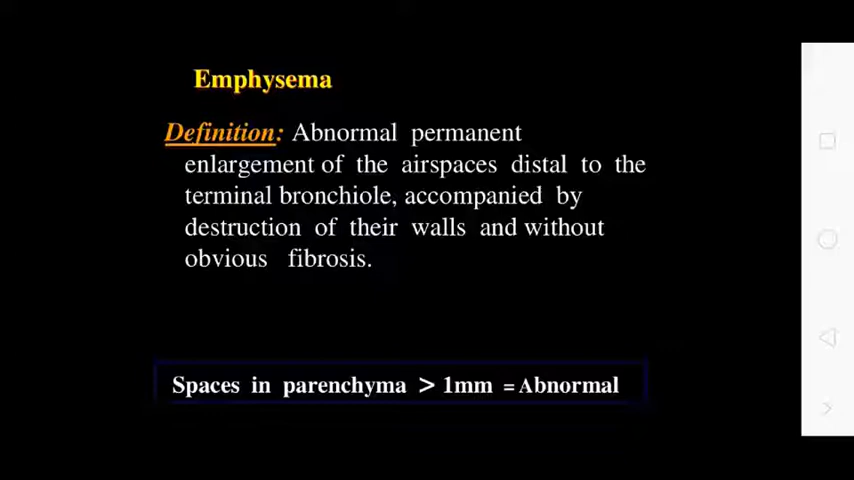 Emphysema
Definition: Abnormal permanent
enlargement of the airspaces distal to the
terminal bronchiole, accompanied by
destruction of their walls and without
obvious fibrosis.
Spaces in parenchyma > 1mm = Abnormal